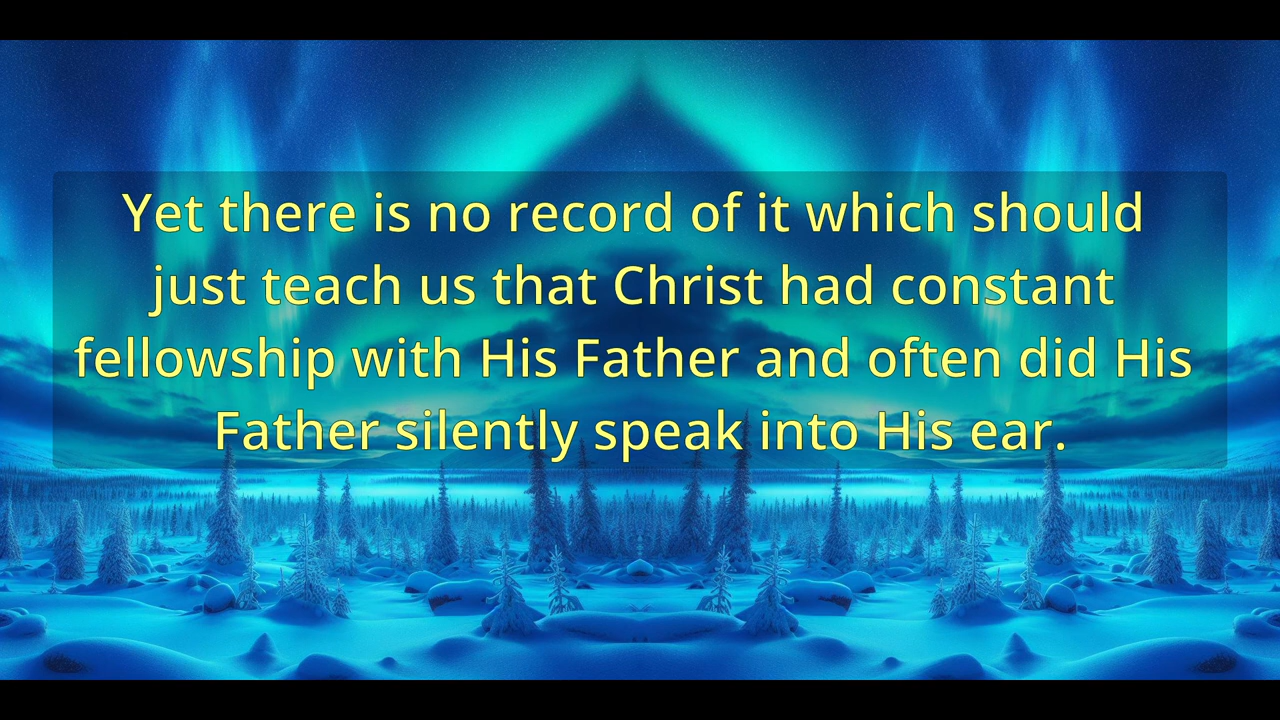 Yet there is no record of it which should
just teach us that Christ had constant
fellowship with His Father and often did His
Father silently speak into His ear.